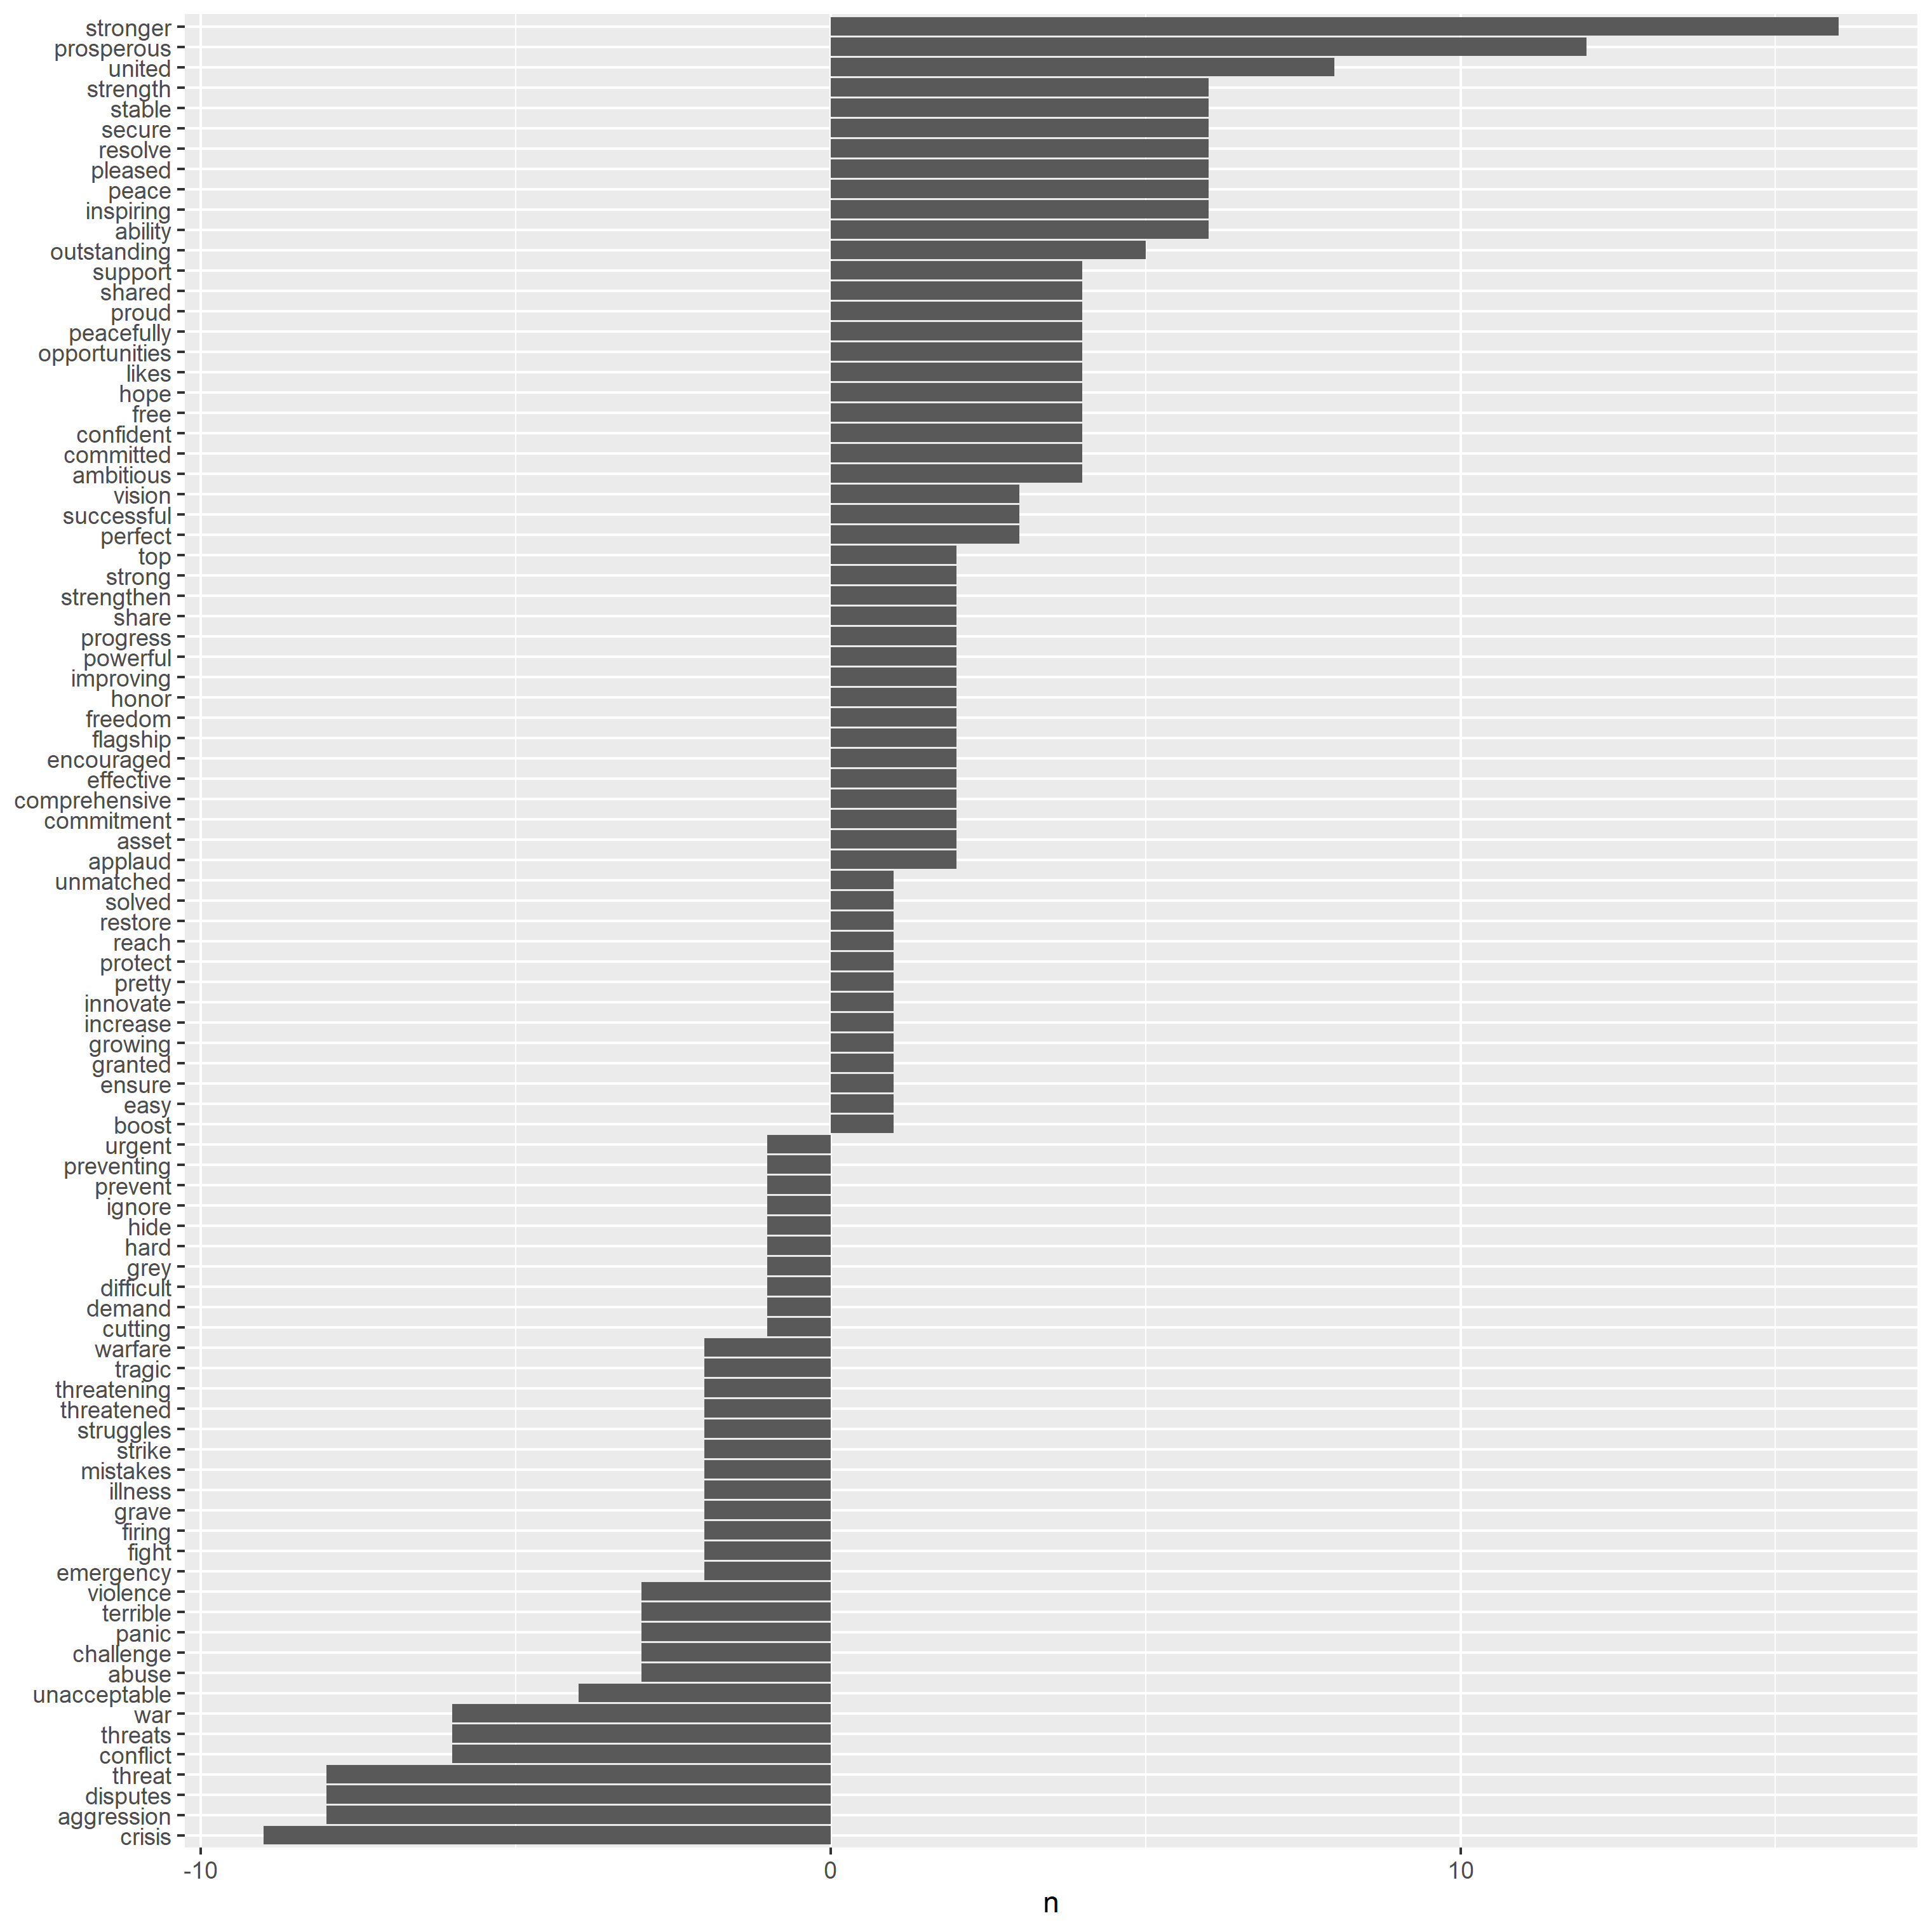 stronger
prosperous
united
strength
stable
secure
resolve
pleased
peace
inspiring
ability
outstanding
support
shared
proud
peacefully
opportunities
likes
hope
free
confident
committed
ambitious
vision
successful
perfect
top
strong
strengthen
share
progress
powerful
improving
honor
freedom
flagship
encouraged
effective
comprehensive
commitment
asset
applaud
unmatched
solved
restore
reach
protect
pretty
innovate
increase
growing
granted
ensure
easy
boost
urgent
preventing
prevent
ignore
hide
hard
grey
difficult
demand
cutting
warfare
tragic
threatening
threatened
struggles
strike
mistakes
illness
grave
firing
fight
emergency
violence
terrible
panic
challenge
abuse
unacceptable
war
threats
conflict
threat
disputes
aggression
crisis
-10 0 10
n